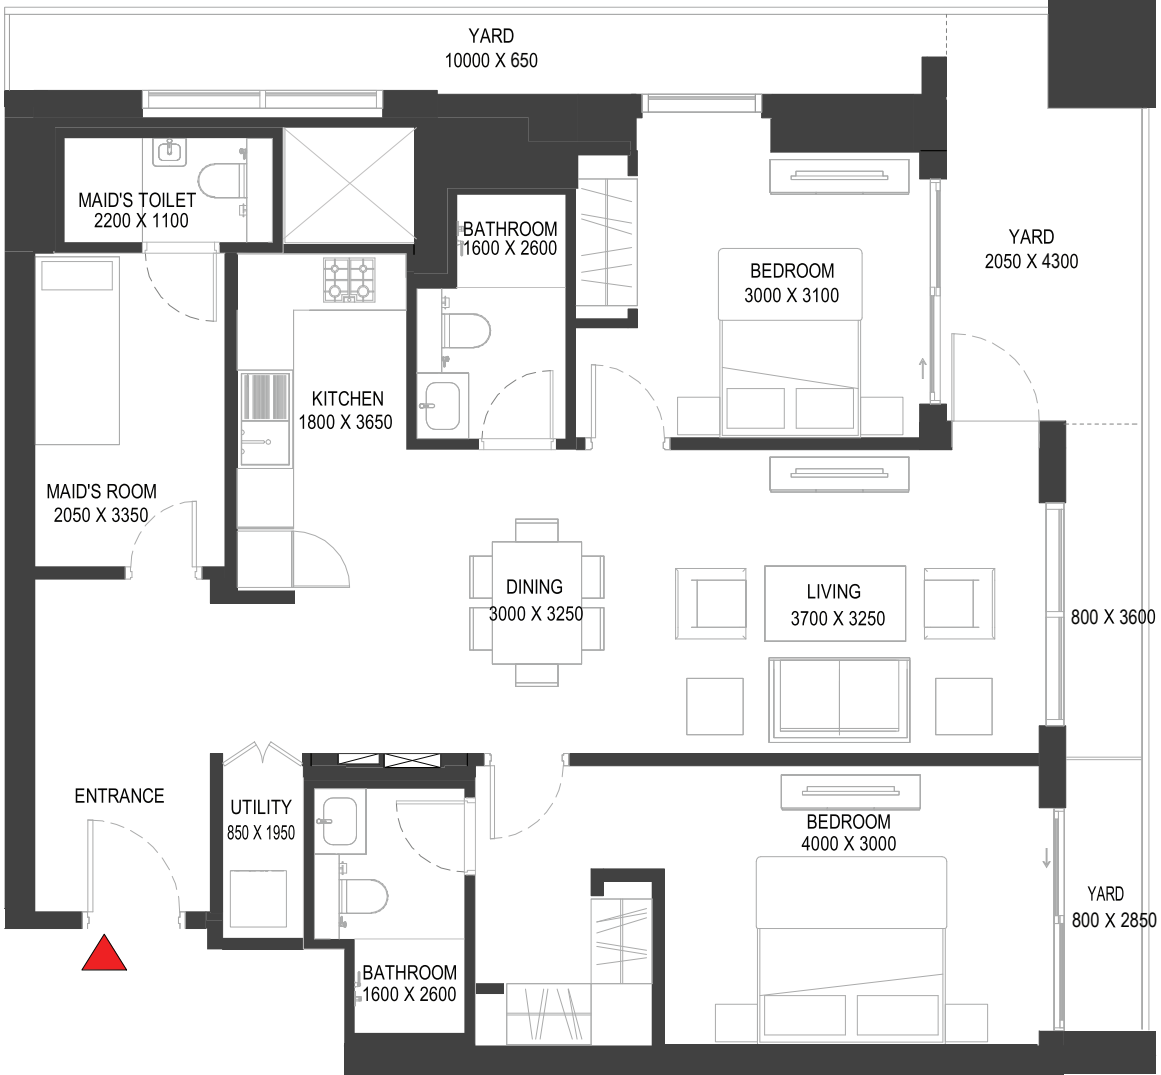 YARD
10000 X 650
MAID'S TOILET
2200 X 1100
BATHROOM
1600 X 2600
YARD
2050 X 4300
BEDROOM
3000 X 3100
KITCHEN
1800 X 3650
MAID'S ROOM
2050 X 3350
DINING
3000 X 3250
LIVING
3700 X 3250
800 X 3600
ENTRANCE
UTILITY
850 X 1950
BEDROOM
4000 X 3000
YARD
800 X 2850
BATHROOM
1600 X 2600